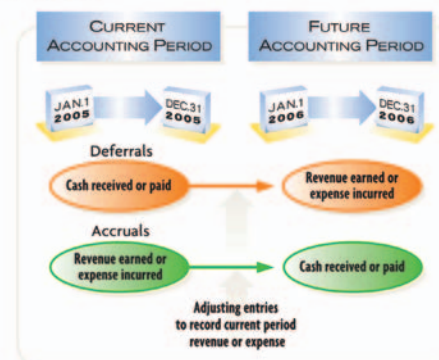 CURRENT
ACCOUNTING PERIOD
FUTURE
ACCOUNTING PERIOD
JAN.1
2005
DEC.31
2005
JAN.1
2006
DEC.31
2006
Deferrals
Cash received or paid
Revenue earned or
expense incurred
Accruals
Revenue earned or
expense incurred
Cash received or paid
Adjusting entries
to record current period
revenue or expense